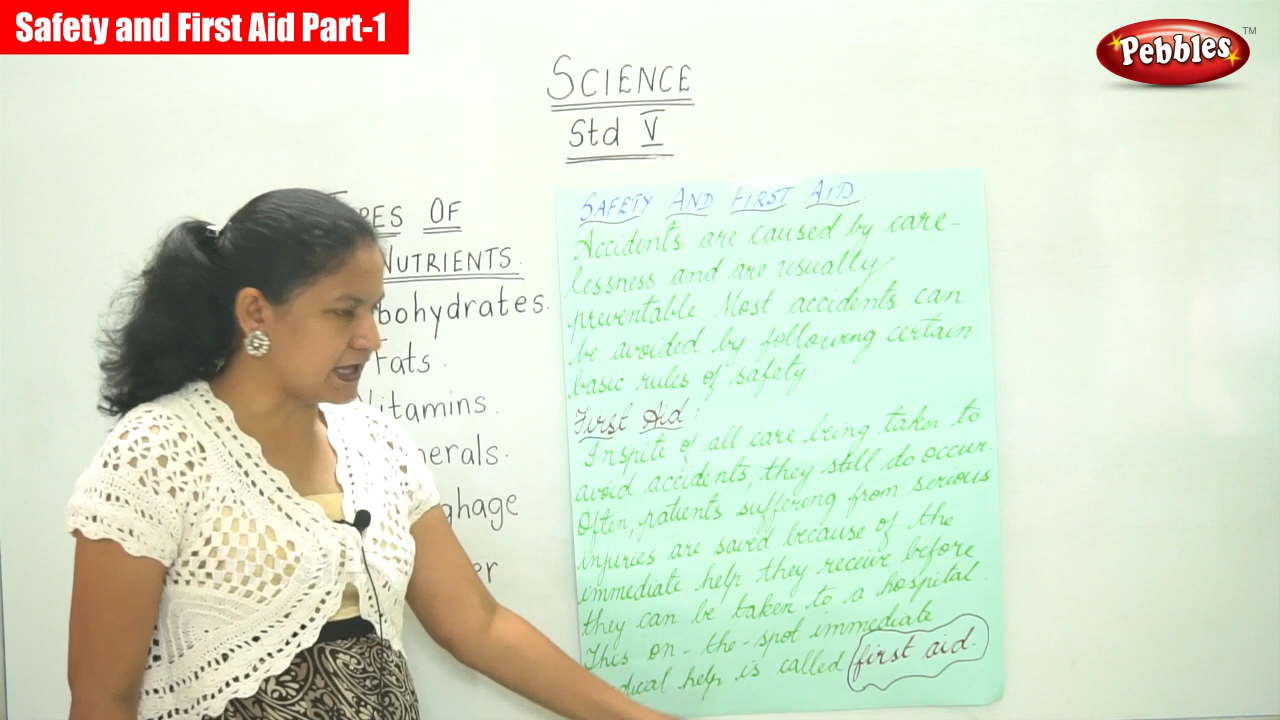 Safety and First Aid Part-1
Pebbles TM
SCIENCE
Std V
OF
NUTRIENTS.
bohydrates.
Fats.
Vitamins.
nerals.
ghage
er
SAFETY AND FIRST AID
Accidents are caused by care-
lessness and are usually
preventable. Most accidents can
be avoided by following certain
basic rules of safety.
First Aid:
Inspite of all care being taken to
avoid accidents, they still do occur.
Often, patients suffering from serious
injuries are saved because of the
immediate help they receive before
they can be taken to a hospital.
This on-the-spot immediate
dical help is called first aid.